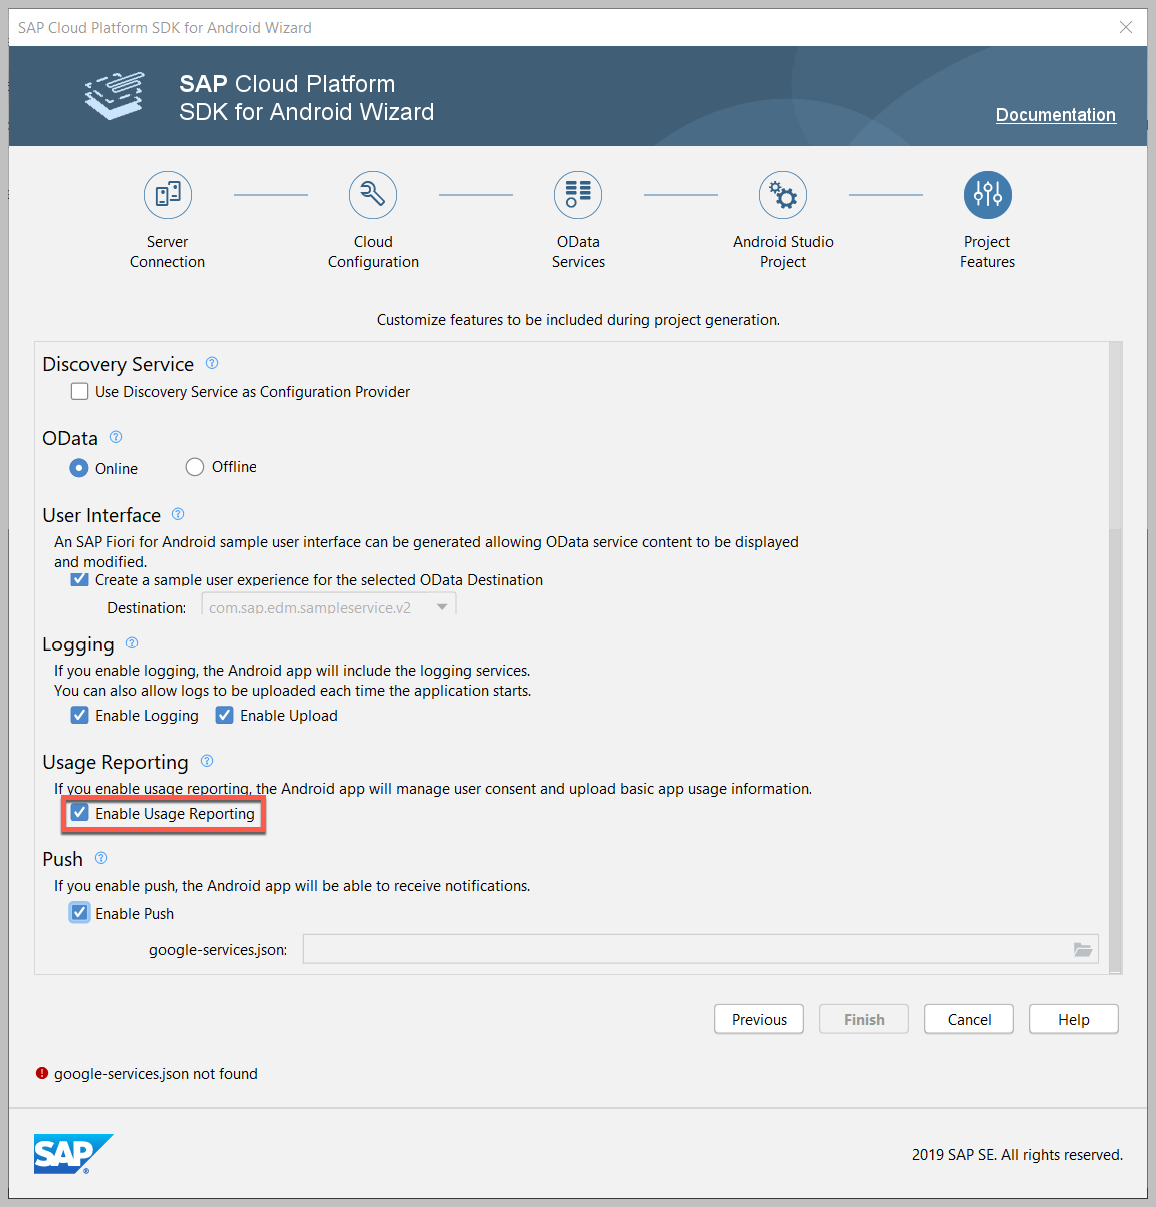 SAP Cloud Platform SDK for Android Wizard
SAP Cloud Platform
SDK for Android Wizard
Documentation
Server
Connection
Cloud
Configuration
OData
Services
Android Studio
Project
Project
Features
Customize features to be included during project generation.
Discovery Service
Use Discovery Service as Configuration Provider
OData
Online
Offline
User Interface
An SAP Fiori for Android sample user interface can be generated allowing OData service content to be displayed
and modified.
Create a sample user experience for the selected OData Destination
Destination: com.sap.edm.sampleservice.v2
Logging
If you enable logging, the Android app will include the logging services.
You can also allow logs to be uploaded each time the application starts.
Enable Logging
Enable Upload
Usage Reporting
If you enable usage reporting, the Android app will manage user consent and upload basic app usage information.
Enable Usage Reporting
Push
If you enable push, the Android app will be able to receive notifications.
Enable Push
google-services.json:
Previous
Finish
Cancel
Help
google-services.json not found
SAP
2019 SAP SE. All rights reserved.